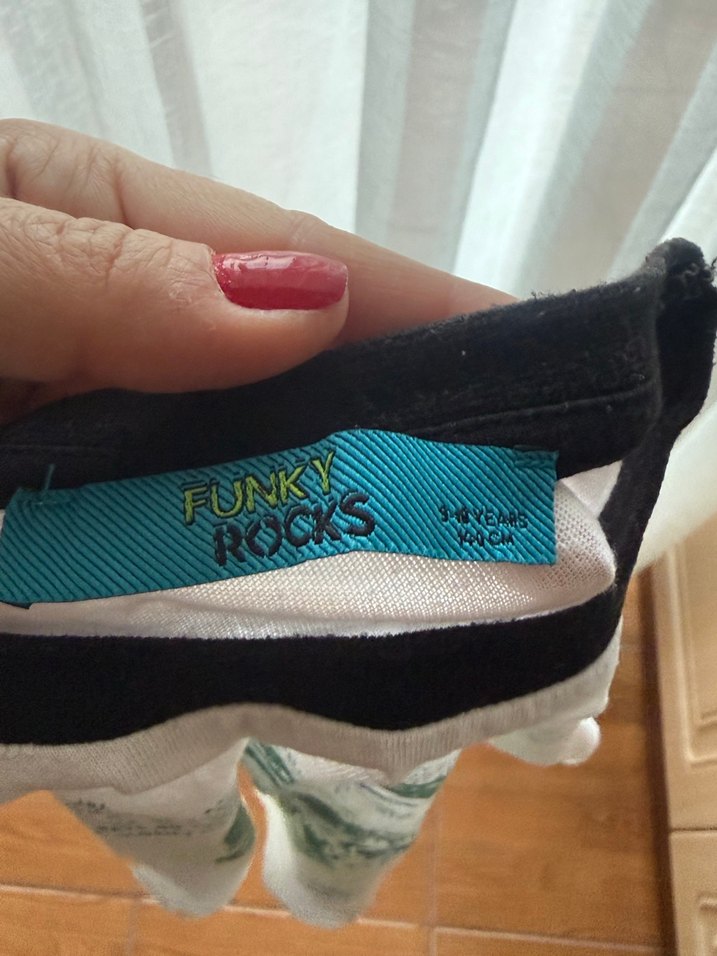 FUNKY
ROCKS
9-10 YEARS
140 CM